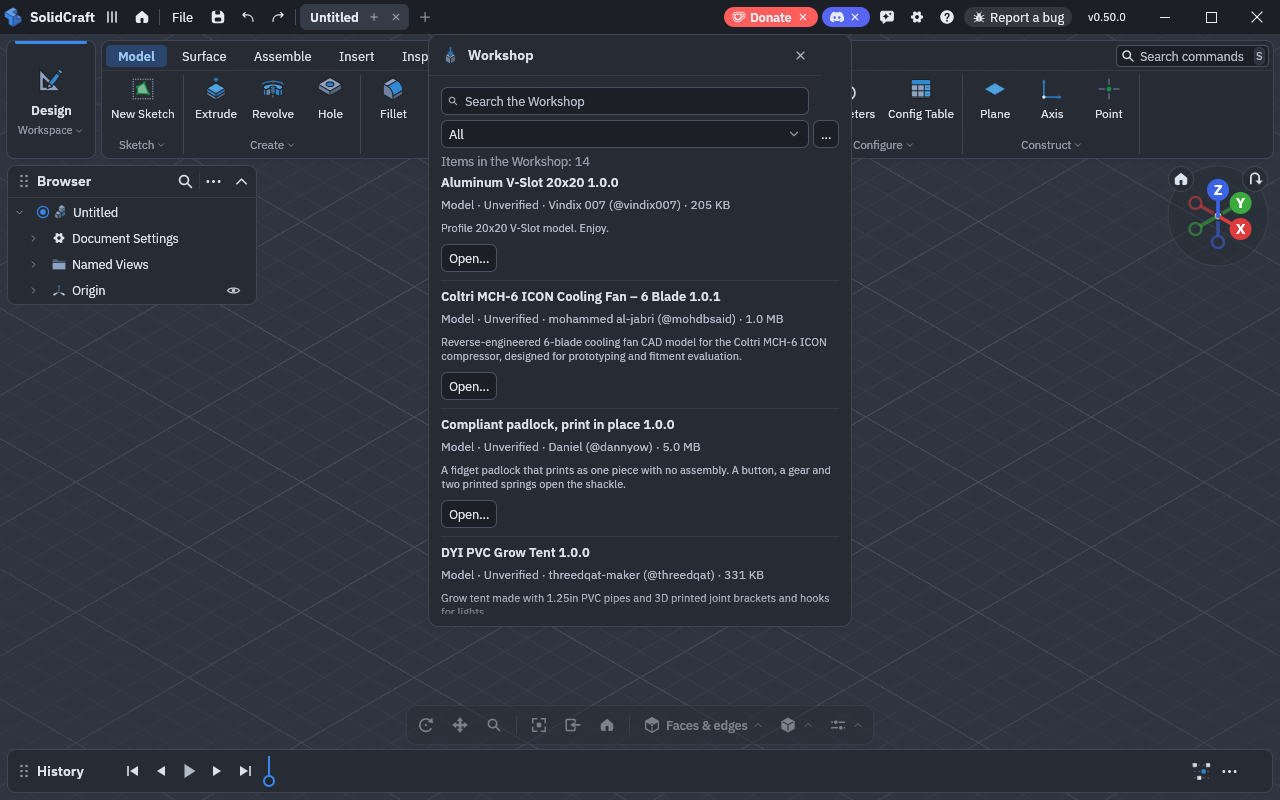 SolidCraft
File
Untitled
Donate
Report a bug
v0.50.0
Design
Workspace
Model
Surface
Assemble
Insert
Insp
Search commands
S
New Sketch
Extrude
Revolve
Hole
Fillet
eters
Config Table
Plane
Axis
Point
Sketch
Create
Configure
Construct
Browser
Untitled
Document Settings
Named Views
Origin
Workshop
Search the Workshop
All
...
Items in the Workshop: 14
Aluminum V-Slot 20x20 1.0.0
Model · Unverified · Vindix 007 (@vindix007) · 205 KB
Profile 20x20 V-Slot model. Enjoy.
Open...
Coltri MCH-6 ICON Cooling Fan – 6 Blade 1.0.1
Model · Unverified · mohammed al-jabri (@mohdbsaid) · 1.0 MB
Reverse-engineered 6-blade cooling fan CAD model for the Coltri MCH-6 ICON
compressor, designed for prototyping and fitment evaluation.
Open...
Compliant padlock, print in place 1.0.0
Model · Unverified · Daniel (@dannyow) · 5.0 MB
A fidget padlock that prints as one piece with no assembly. A button, a gear and
two printed springs open the shackle.
Open...
DYI PVC Grow Tent 1.0.0
Model · Unverified · threedqat-maker (@threedqat) · 331 KB
Grow tent made with 1.25in PVC pipes and 3D printed joint brackets and hooks
for lights
Z
Y
X
Faces & edges
History